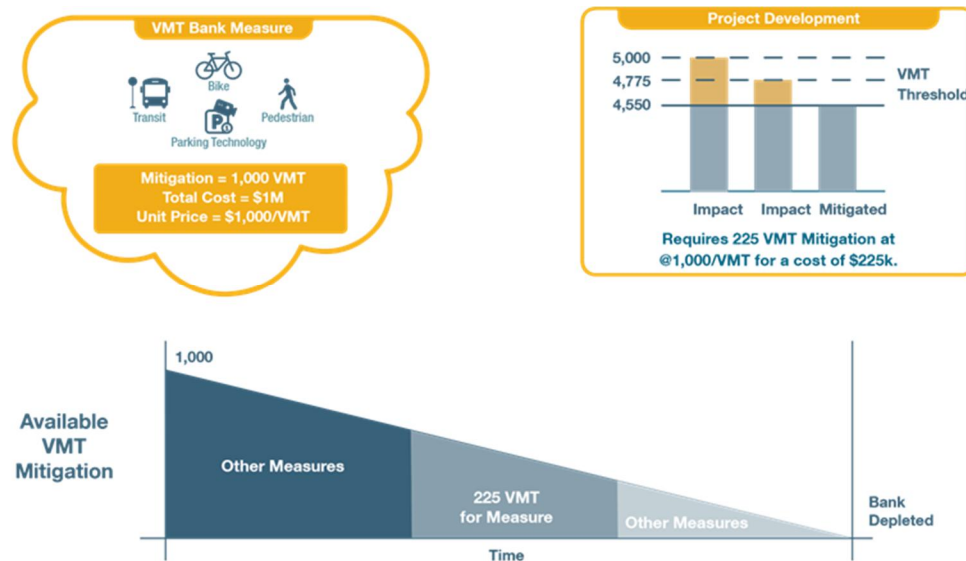 VMT Bank Measure
Bike
Transit
Pedestrian
P
Parking Technology
Mitigation = 1,000 VMT
Total Cost = $1M
Unit Price = $1,000/VMT
Project Development
5,000
4,775
4,550
VMT
Threshold
Impact Impact Mitigated
Requires 225 VMT Mitigation at
@1,000/VMT for a cost of $225k.
1,000
Available
VMT
Mitigation
Other Measures
225 VMT
for Measure
Other Measures
Bank
Depleted
Time